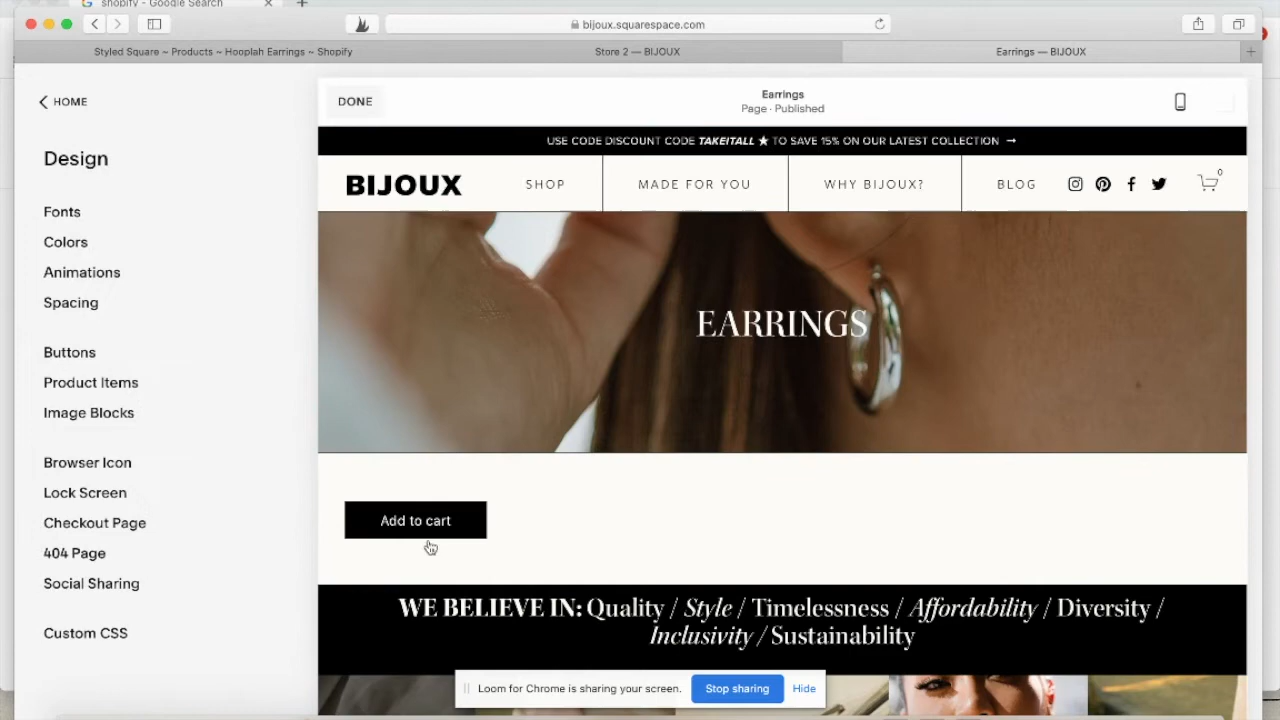 shopify - Google Search
bijoux.squarespace.com
Styled Square ~ Products ~ Hooplah Earrings ~ Shopify
Store 2 — BIJOUX
Earrings — BIJOUX
HOME
DONE
Earrings
Page · Published
Design
Fonts
Colors
Animations
Spacing
Buttons
Product Items
Image Blocks
Browser Icon
Lock Screen
Checkout Page
404 Page
Social Sharing
Custom CSS
USE CODE DISCOUNT CODE TAKEITALL ★ TO SAVE 15% ON OUR LATEST COLLECTION →
BIJOUX SHOP MADE FOR YOU WHY BIJOUX? BLOG 0
EARRINGS
Add to cart
WE BELIEVE IN: Quality / Style / Timelessness / Affordability / Diversity /
Inclusivity / Sustainability
Loom for Chrome is sharing your screen. Stop sharing Hide